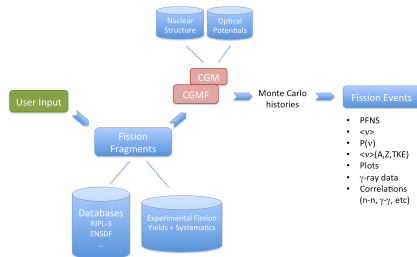 Nuclear
Structure
Optical
Potentials
CGM
CGMF
User Input
Fission
Fragments
Monte Carlo
histories
Fission Events
• PFNS
• <ν>
• P(ν)
• <ν>(A,Z,TKE)
• Plots
• γ-ray data
• Correlations
(n-n, γ-γ, etc)
Databases
RIPL-3
ENSDF
...
Experimental Fission
Yields + Systematics